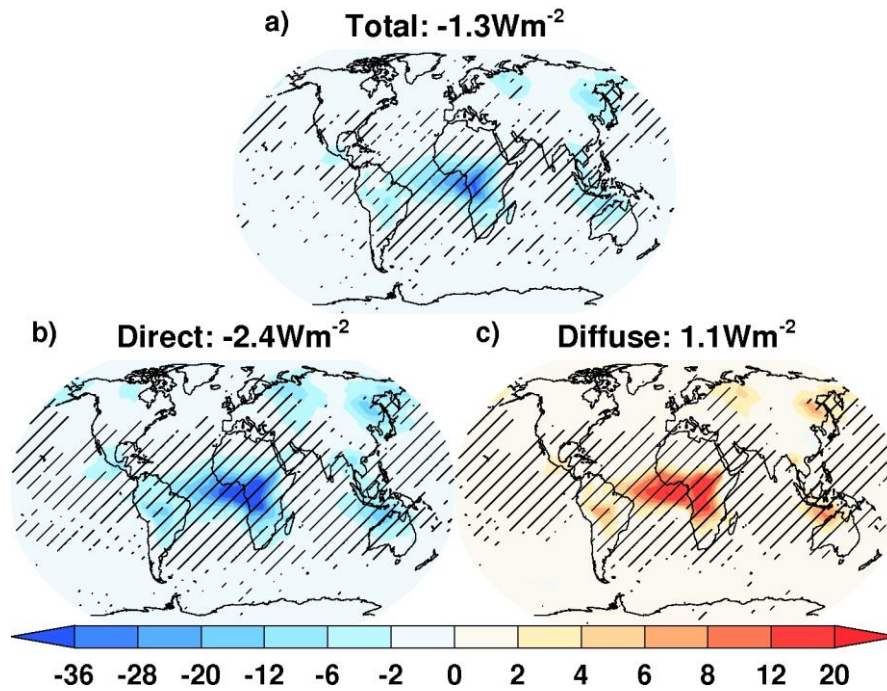 a) Total: -1.3Wm⁻²
b) Direct: -2.4Wm⁻²
c) Diffuse: 1.1Wm⁻²
-36 -28 -20 -12 -6 -2 0 2 4 6 8 12 20